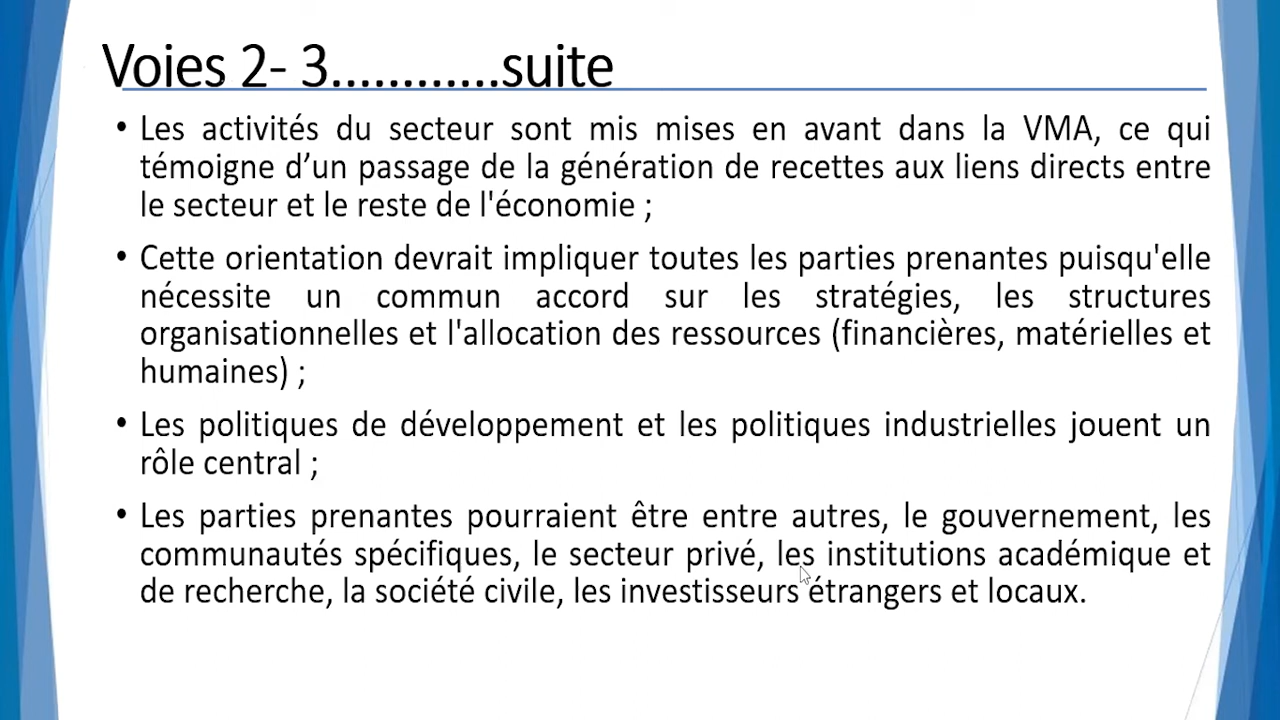 Voies 2- 3............suite
• Les activités du secteur sont mis mises en avant dans la VMA, ce qui
témoigne d’un passage de la génération de recettes aux liens directs entre
le secteur et le reste de l'économie ;
• Cette orientation devrait impliquer toutes les parties prenantes puisqu'elle
nécessite un commun accord sur les stratégies, les structures
organisationnelles et l'allocation des ressources (financières, matérielles et
humaines) ;
• Les politiques de développement et les politiques industrielles jouent un
rôle central ;
• Les parties prenantes pourraient être entre autres, le gouvernement, les
communautés spécifiques, le secteur privé, les institutions académique et
de recherche, la société civile, les investisseurs étrangers et locaux.